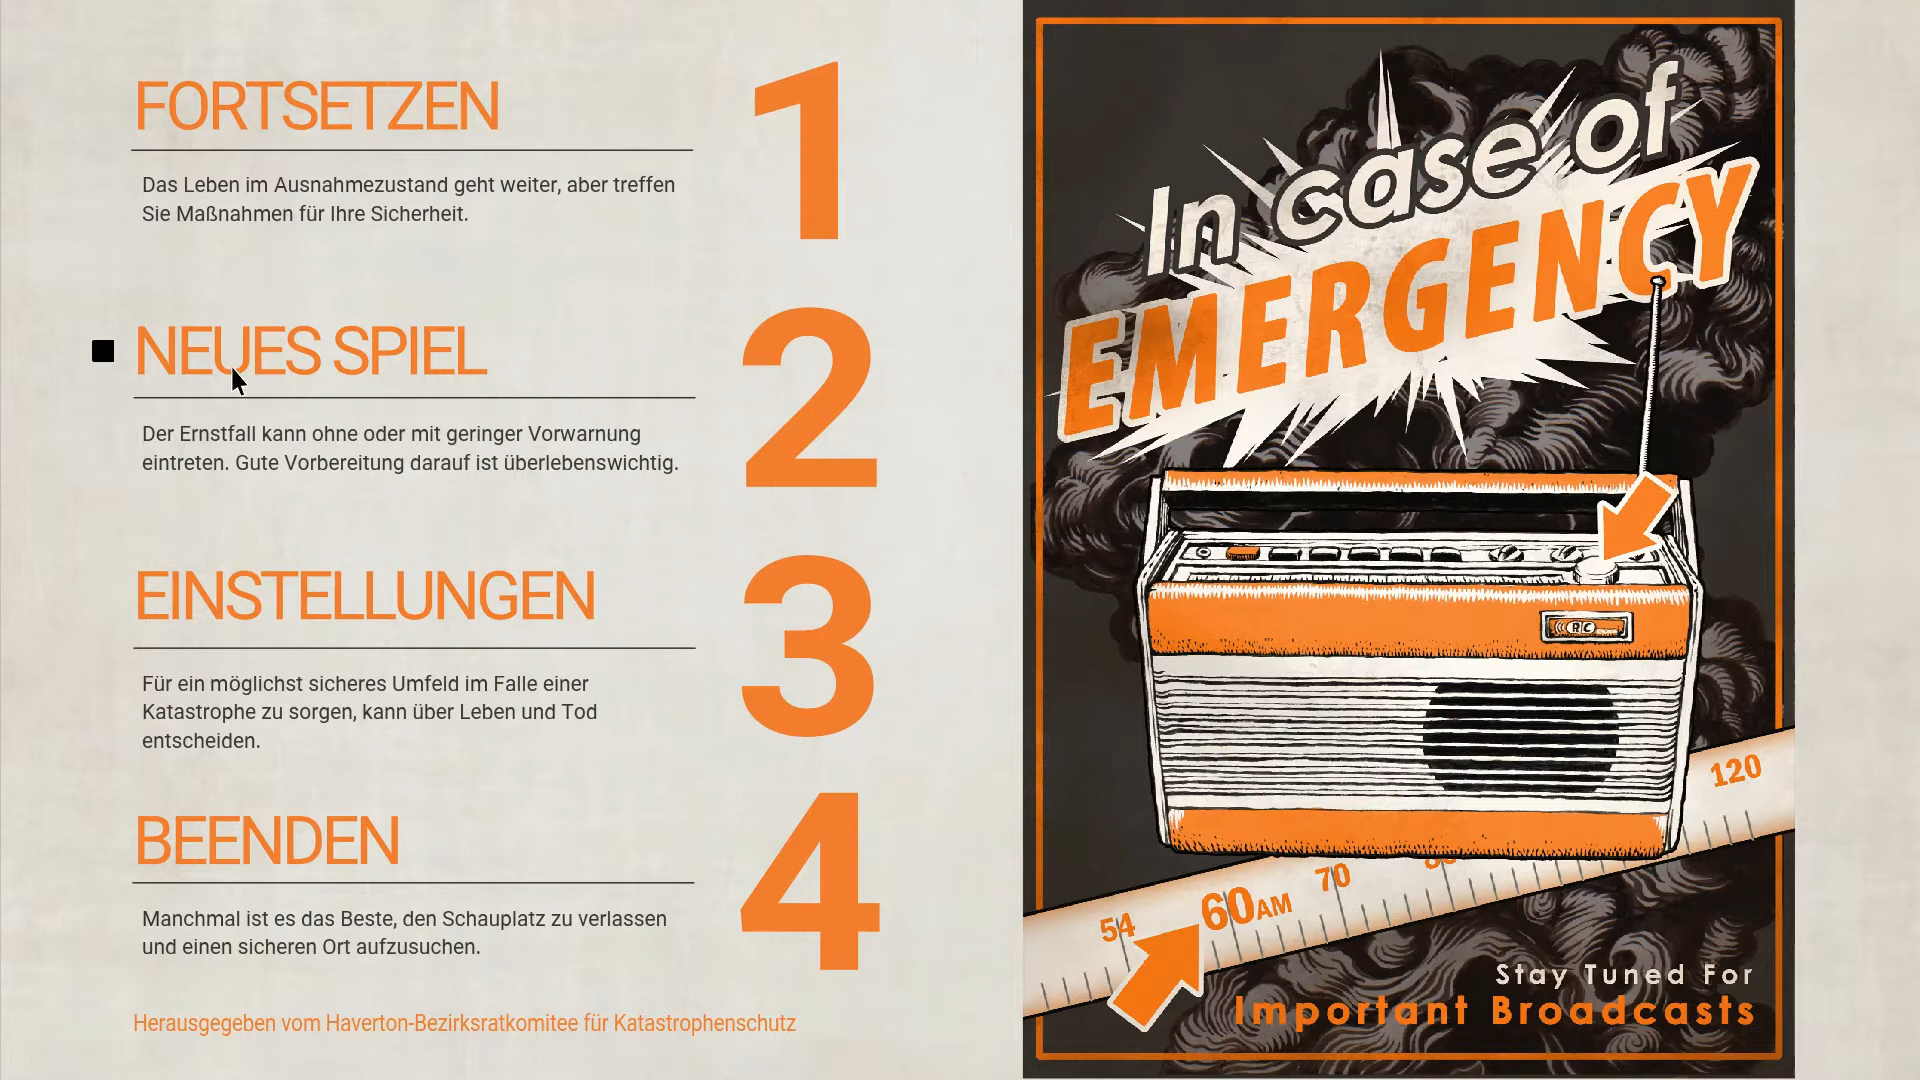 FORTSETZEN
1
Das Leben im Ausnahmezustand geht weiter, aber treffen
Sie Maßnahmen für Ihre Sicherheit.
NEUES SPIEL
2
Der Ernstfall kann ohne oder mit geringer Vorwarnung
eintreten. Gute Vorbereitung darauf ist überlebenswichtig.
EINSTELLUNGEN
3
Für ein möglichst sicheres Umfeld im Falle einer
Katastrophe zu sorgen, kann über Leben und Tod
entscheiden.
BEENDEN
4
Manchmal ist es das Beste, den Schauplatz zu verlassen
und einen sicheren Ort aufzusuchen.
Herausgegeben vom Haverton-Bezirksratkomitee für Katastrophenschutz
In case of
EMERGENCY
RC
54 60AM 70 120
Stay Tuned For
Important Broadcasts